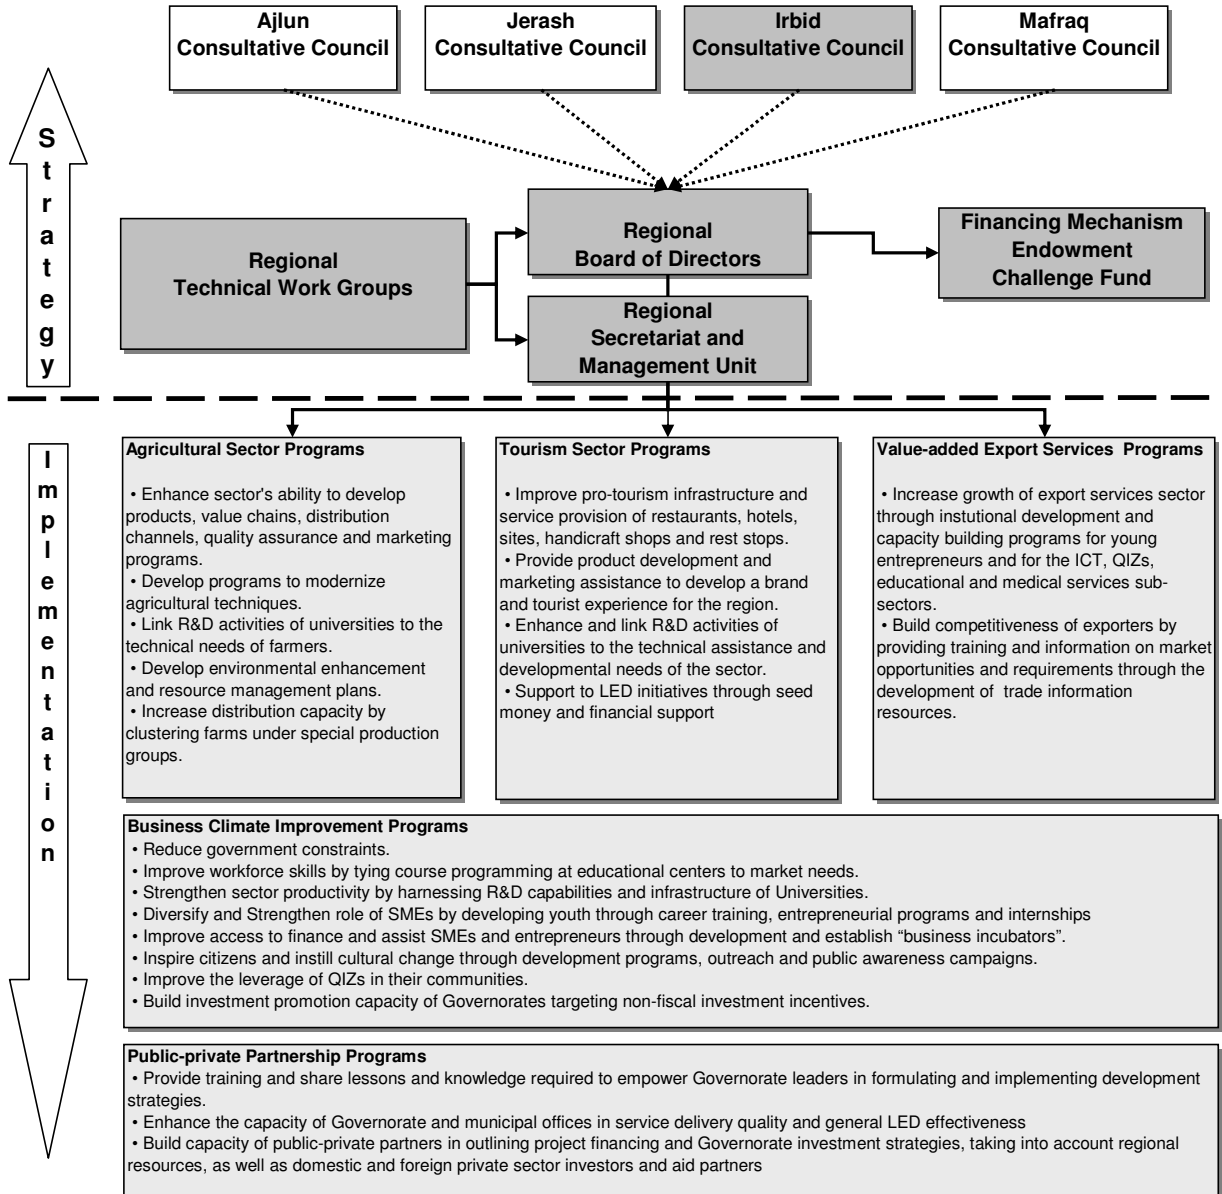 Ajlun
Consultative Council
Jerash
Consultative Council
Irbid
Consultative Council
Mafraq
Consultative Council
Strategy
Regional
Technical Work Groups
Regional
Board of Directors
Financing Mechanism
Endowment
Challenge Fund
Regional
Secretariat and
Management Unit
Implementation
Agricultural Sector Programs
• Enhance sector's ability to develop
products, value chains, distribution
channels, quality assurance and marketing
programs.
• Develop programs to modernize
agricultural techniques.
• Link R&D activities of universities to the
technical needs of farmers.
• Develop environmental enhancement
and resource management plans.
• Increase distribution capacity by
clustering farms under special production
groups.
Tourism Sector Programs
• Improve pro-tourism infrastructure and
service provision of restaurants, hotels,
sites, handicraft shops and rest stops.
• Provide product development and
marketing assistance to develop a brand
and tourist experience for the region.
• Enhance and link R&D activities of
universities to the technical assistance and
developmental needs of the sector.
• Support to LED initiatives through seed
money and financial support
Value-added Export Services Programs
• Increase growth of export services sector
through instutional development and
capacity building programs for young
entrepreneurs and for the ICT, QIZs,
educational and medical services sub-
sectors.
• Build competitiveness of exporters by
providing training and information on market
opportunities and requirements through the
development of trade information
resources.
Business Climate Improvement Programs
• Reduce government constraints.
• Improve workforce skills by tying course programming at educational centers to market needs.
• Strengthen sector productivity by harnessing R&D capabilities and infrastructure of Universities.
• Diversify and Strengthen role of SMEs by developing youth through career training, entrepreneurial programs and internships
• Improve access to finance and assist SMEs and entrepreneurs through development and establish “business incubators”.
• Inspire citizens and instill cultural change through development programs, outreach and public awareness campaigns.
• Improve the leverage of QIZs in their communities.
• Build investment promotion capacity of Governorates targeting non-fiscal investment incentives.
Public-private Partnership Programs
• Provide training and share lessons and knowledge required to empower Governorate leaders in formulating and implementing development
strategies.
• Enhance the capacity of Governorate and municipal offices in service delivery quality and general LED effectiveness
• Build capacity of public-private partners in outlining project financing and Governorate investment strategies, taking into account regional
resources, as well as domestic and foreign private sector investors and aid partners